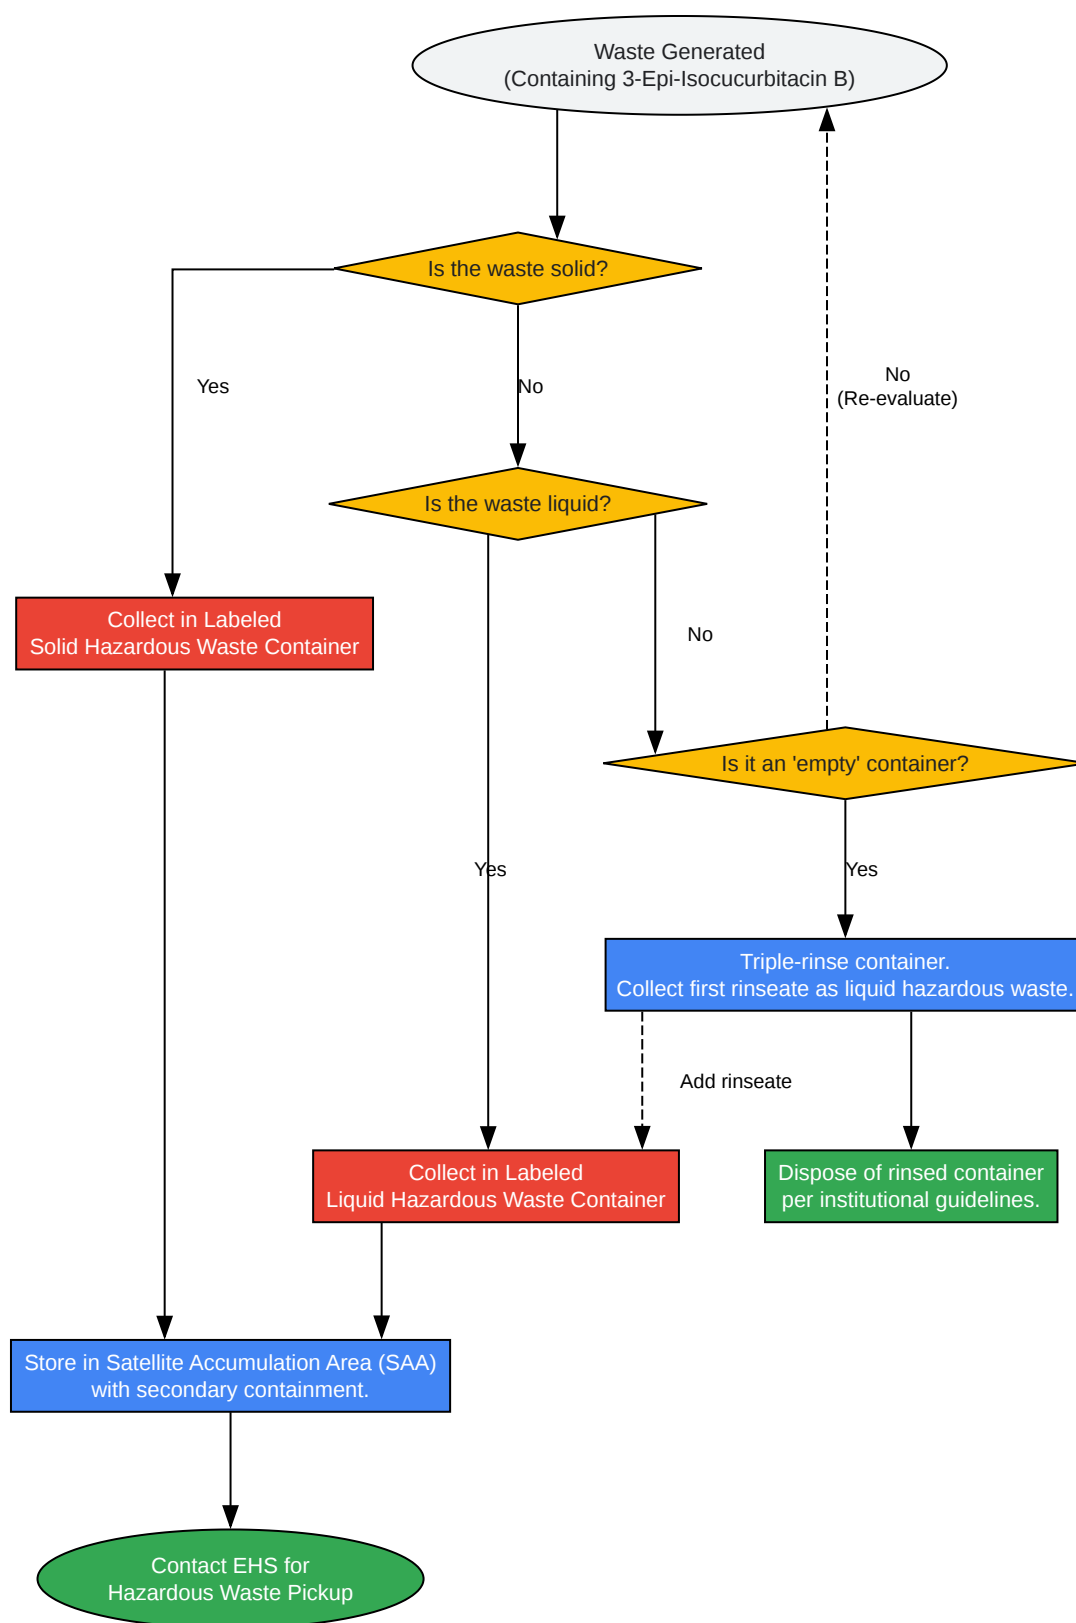 Waste Generated
(Containing 3-Epi-Isocucurbitacin B)
Is the waste solid?
Yes
No
No
(Re-evaluate)
Is the waste liquid?
Collect in Labeled
Solid Hazardous Waste Container
No
Is it an 'empty' container?
Yes
Yes
Triple-rinse container.
Collect first rinseate as liquid hazardous waste.
Add rinseate
Collect in Labeled
Liquid Hazardous Waste Container
Dispose of rinsed container
per institutional guidelines.
Store in Satellite Accumulation Area (SAA)
with secondary containment.
Contact EHS for
Hazardous Waste Pickup